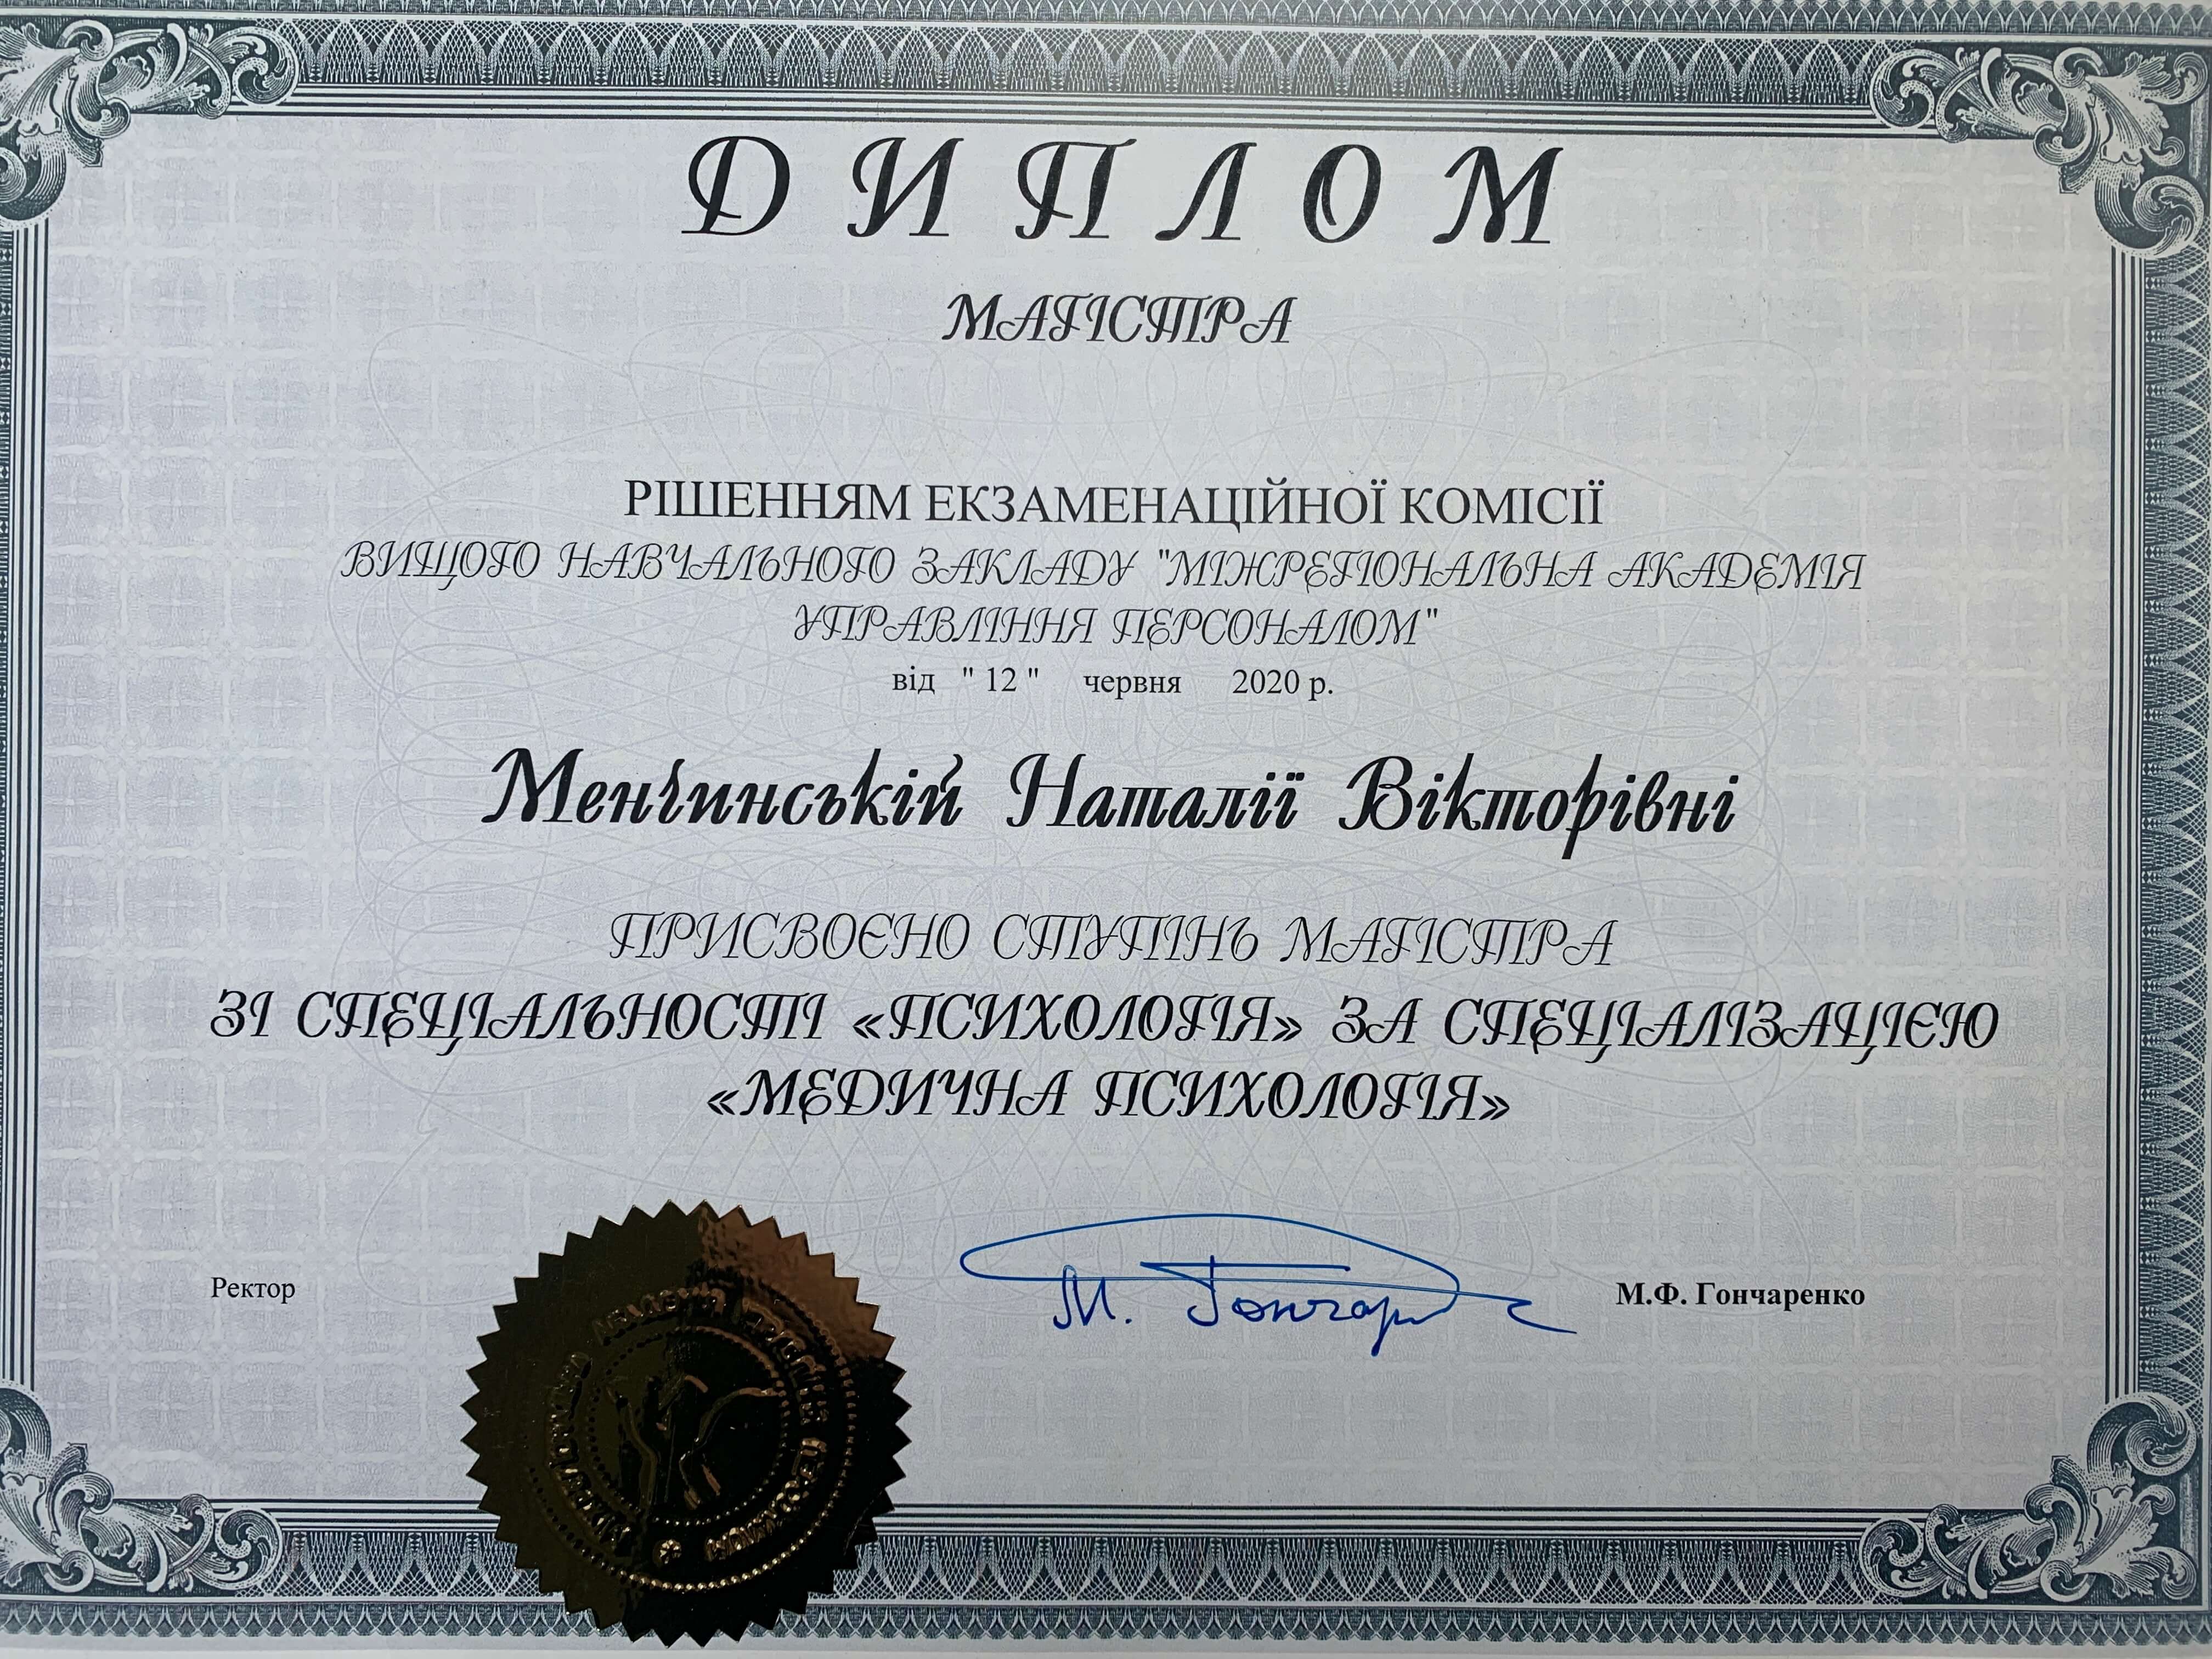 ДИПЛОМ
МАГІСТРА
РІШЕННЯМ ЕКЗАМЕНАЦІЙНОЇ КОМІСІЇ
ВИЩОГО НАВЧАЛЬНОГО ЗАКЛАДУ "МІЖРЕГІОНАЛЬНА АКАДЕМІЯ
УПРАВЛІННЯ ПЕРСОНАЛОМ"
від " 12 " червня 2020 р.
Менчинській Наталії Вікторівні
ПРИСВОЄНО СТУПІНЬ МАГІСТРА
ЗІ СПЕЦІАЛЬНОСТІ «ПСИХОЛОГІЯ» ЗА СПЕЦІАЛІЗАЦІЄЮ
«МЕДИЧНА ПСИХОЛОГІЯ»
Ректор
М. Гончар
М.Ф. Гончаренко